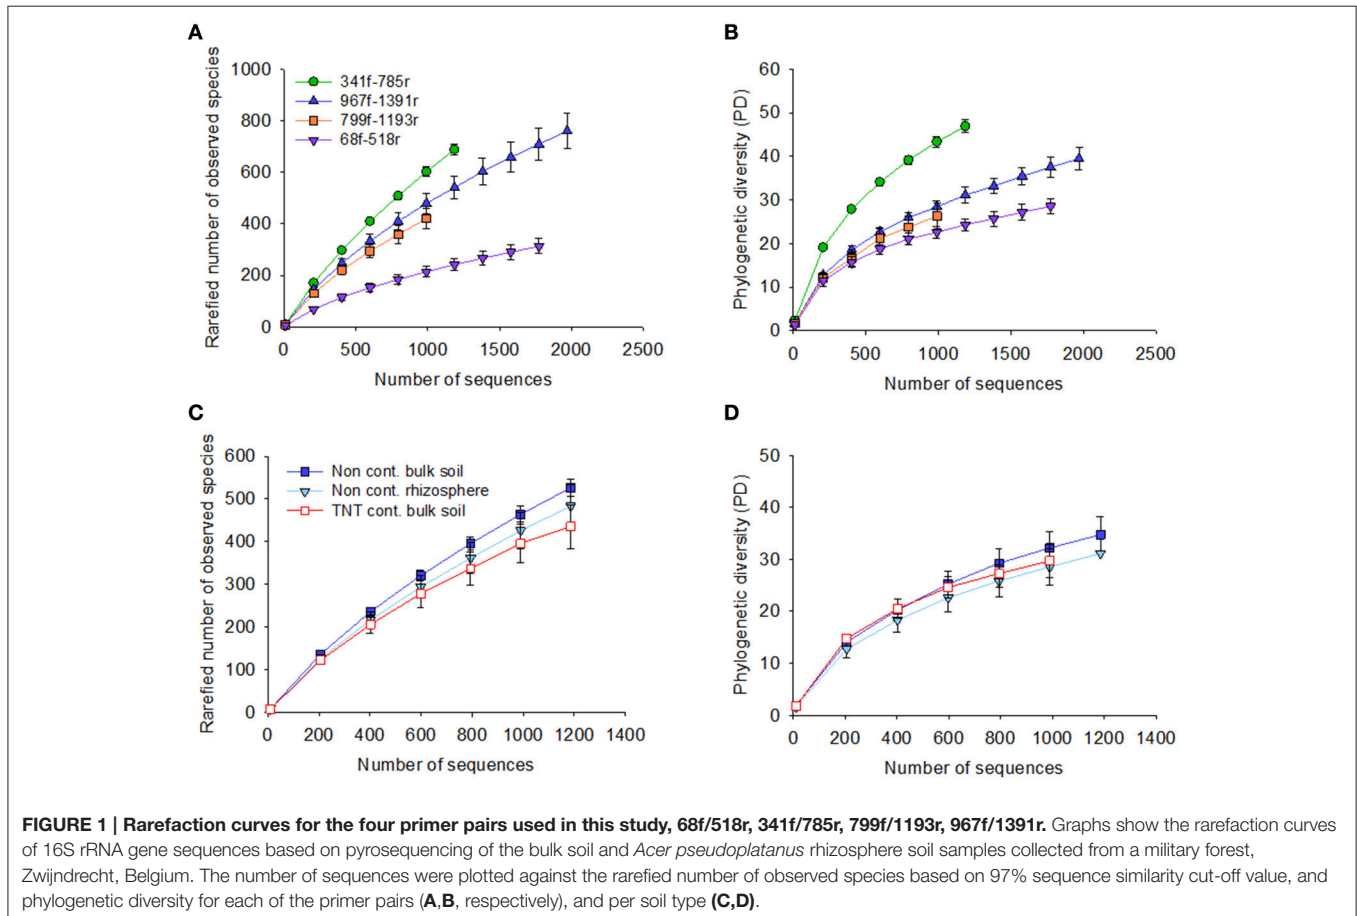 A
Rarefied number of observed species
1000
800
600
400
200
0
341f-785r
967f-1391r
799f-1193r
68f-518r
0 500 1000 1500 2000 2500
Number of sequences
B
Phylogenetic diversity (PD)
60
50
40
30
20
10
0
0 500 1000 1500 2000 2500
Number of sequences
C
Rarefied number of observed species
600
500
400
300
200
100
0
Non cont. bulk soil
Non cont. rhizosphere
TNT cont. bulk soil
0 200 400 600 800 1000 1200 1400
Number of sequences
D
Phylogenetic diversity (PD)
50
40
30
20
10
0
0 200 400 600 800 1000 1200 1400
Number of sequences
FIGURE 1 | Rarefaction curves for the four primer pairs used in this study, 68f/518r, 341f/785r, 799f/1193r, 967f/1391r. Graphs show the rarefaction curves
of 16S rRNA gene sequences based on pyrosequencing of the bulk soil and Acer pseudoplatanus rhizosphere soil samples collected from a military forest,
Zwijndrecht, Belgium. The number of sequences were plotted against the rarefied number of observed species based on 97% sequence similarity cut-off value, and
phylogenetic diversity for each of the primer pairs (A,B, respectively), and per soil type (C,D).